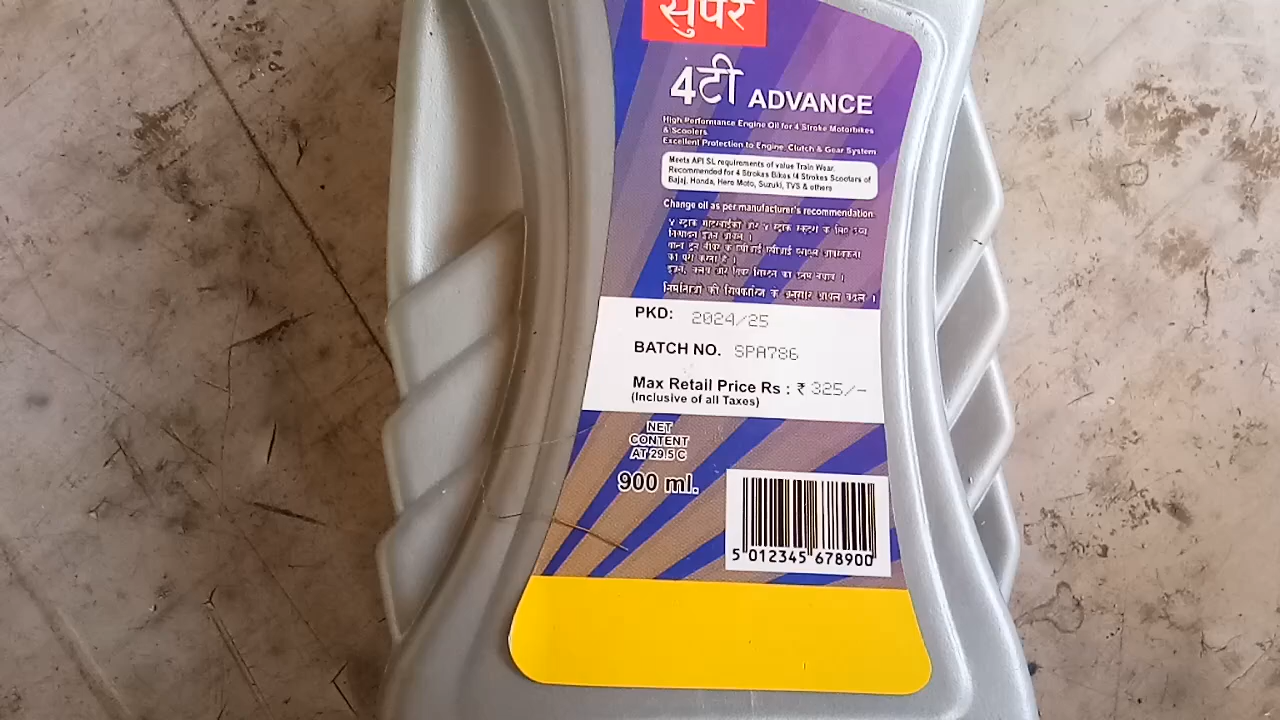 सुपर
4टी ADVANCE
High Performance Engine Oil for 4 Stroke Motorbikes
& Scooters
Excellent Protection to Engine, Clutch & Gear System
Meets API SL requirements of value Train Wear.
Recommended for 4 Strokes Bikes /4 Strokes Scooters of
Bajaj, Honda, Hero Moto, Suzuki, TVS & others
Change oil as per manufacturer's recommendation
PKD: 2024/25
BATCH NO. SPA786
Max Retail Price Rs : ₹ 325/-
(Inclusive of all Taxes)
NET
CONTENT
AT 29.5 C
900 ml.
5 012345 678900